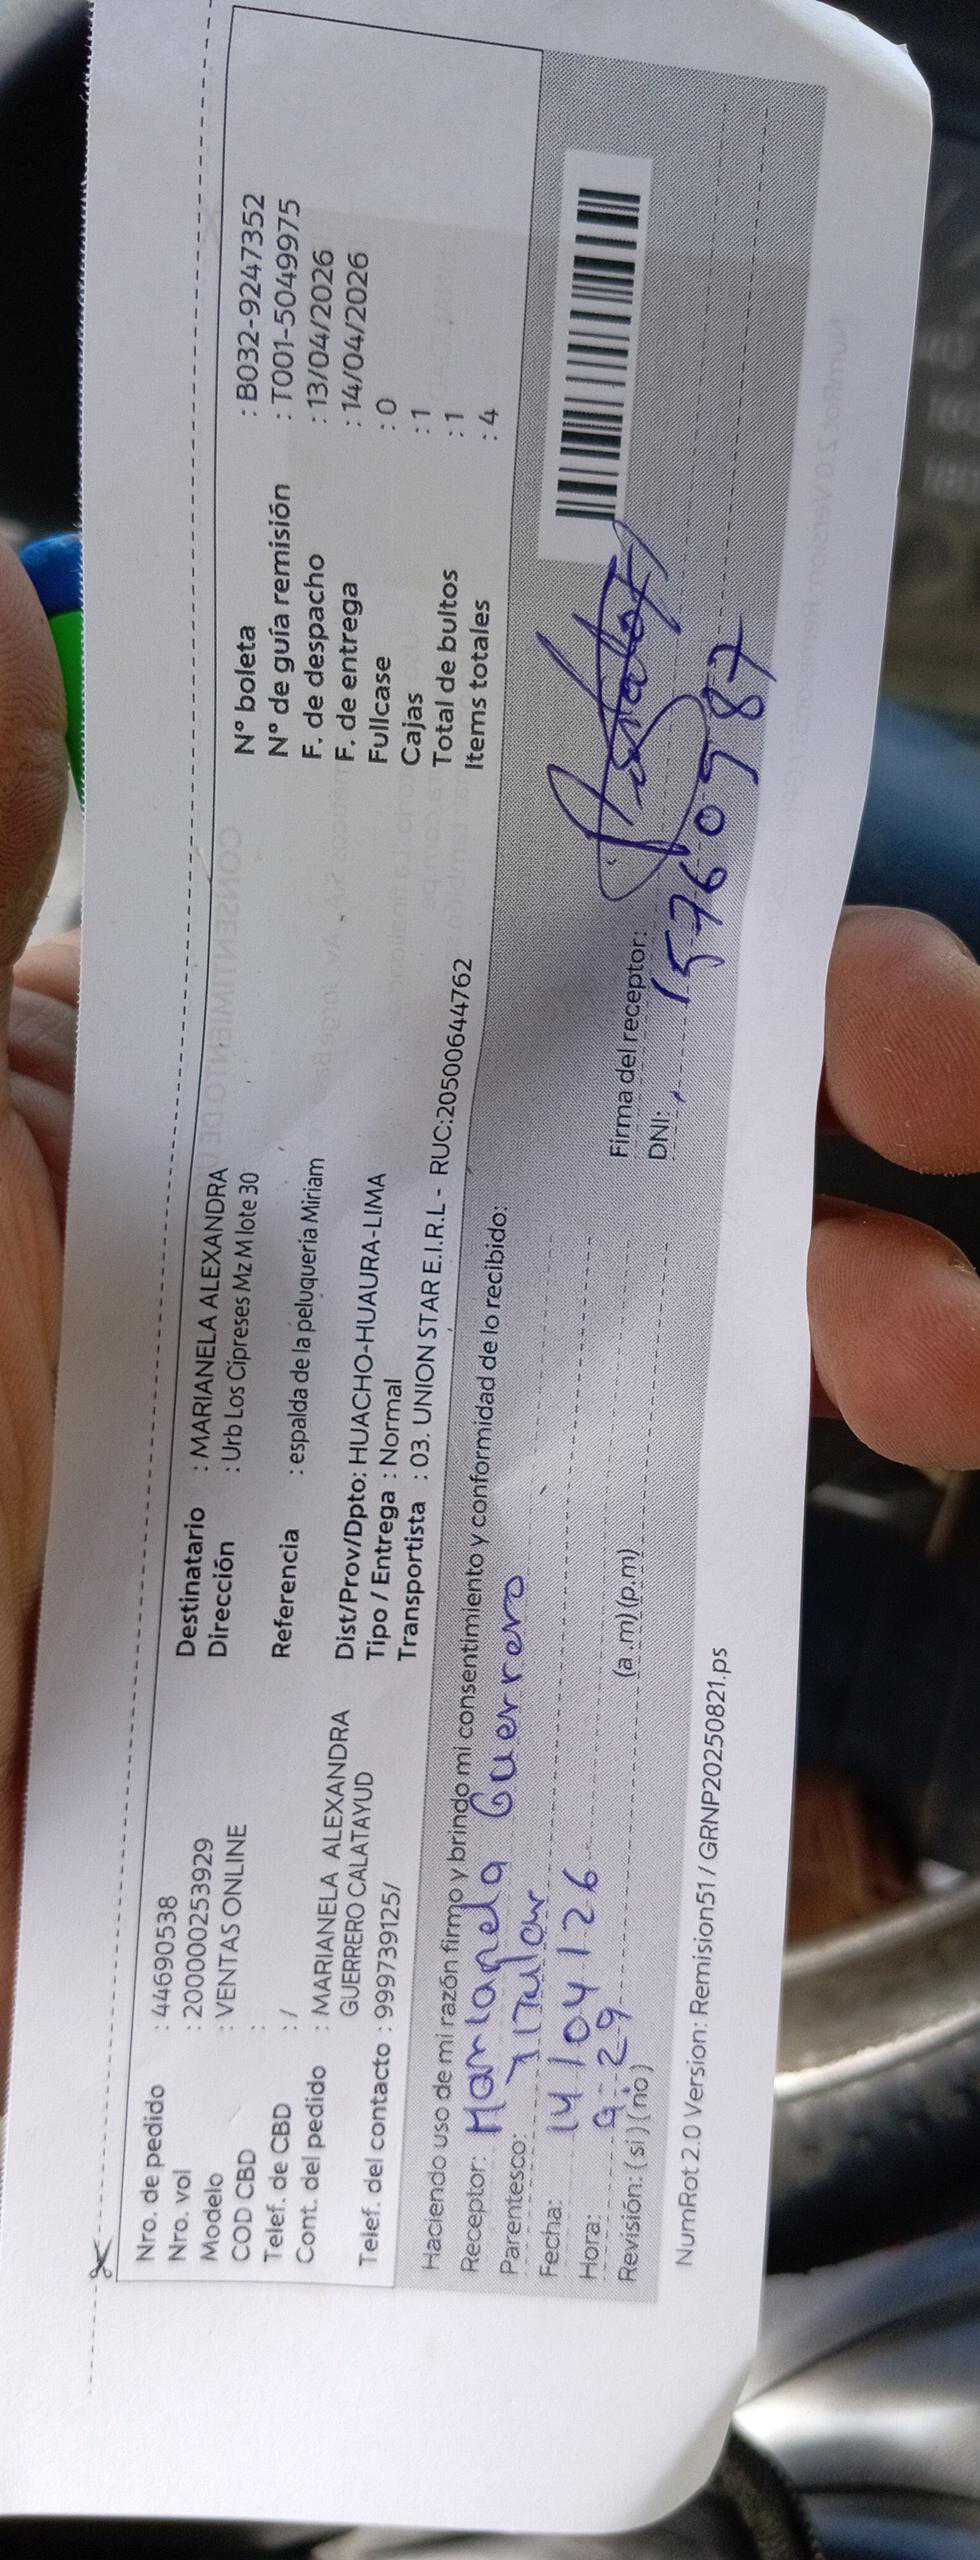 Nro. de pedido : 44690538
Nro. vol : 200000253929
Modelo : VENTAS ONLINE
COD CBD :
Telef. de CBD : /
Cont. del pedido : MARIANELA ALEXANDRA
GUERRERO CALATAYUD
Telef. del contacto : 999739125/
Destinatario : MARIANELA ALEXANDRA
Dirección : Urb Los Cipreses Mz M lote 30
Referencia : espalda de la peluqueria Miriam
Dist/Prov/Dpto: HUACHO-HUAURA-LIMA
Tipo / Entrega : Normal
Transportista : 03. UNION STAR E.I.R.L - RUC:20500644762
N° boleta : B032-9247352
N° de guía remisión : T001-5049975
F. de despacho : 13/04/2026
F. de entrega : 14/04/2026
Fullcase : 0
Cajas : 1
Total de bultos : 1
Items totales : 4
Haciendo uso de mi razón firmo y brindo mi consentimiento y conformidad de lo recibido:
Receptor: Marianela Guerrero
Parentesco: Titular
Fecha: 14/04/26
Hora: 9:29 (a .m) (p.m)
Revisión: ( si ) ( no )
Firma del receptor:
DNI: 15760987
NumRot 2.0 Version: Remision51 / GRNP20250821.ps